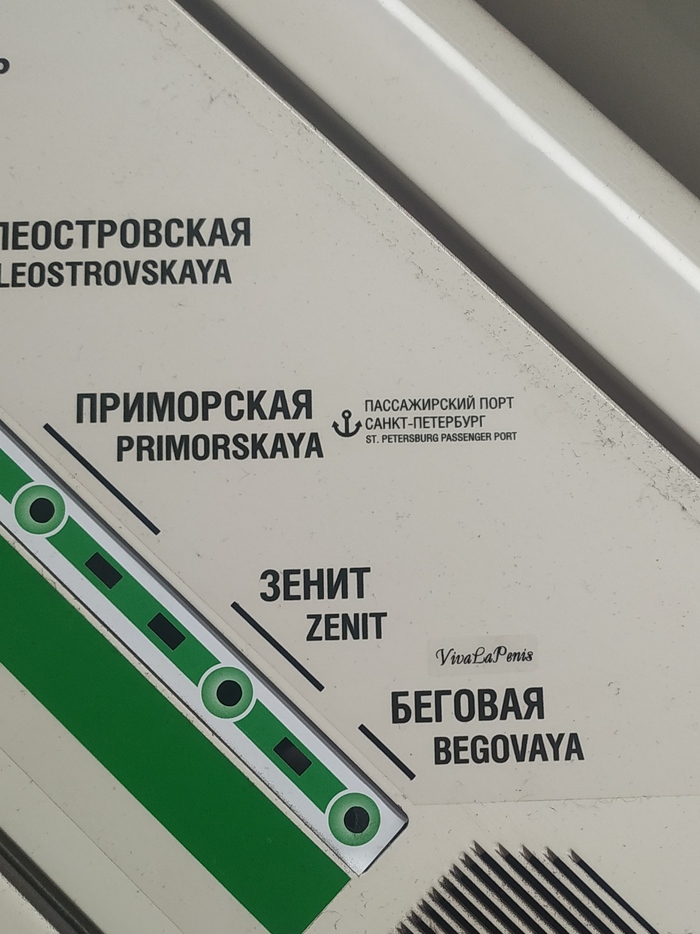 ЛЕОСТРОВСКАЯ
LEOSTROVSKAYA
ПРИМОРСКАЯ
PRIMORSKAYA
ПАССАЖИРСКИЙ ПОРТ
САНКТ-ПЕТЕРБУРГ
ST. PETERSBURG PASSENGER PORT
ЗЕНИТ
ZENIT
VivaLaPenis
БЕГОВАЯ
BEGOVAYA